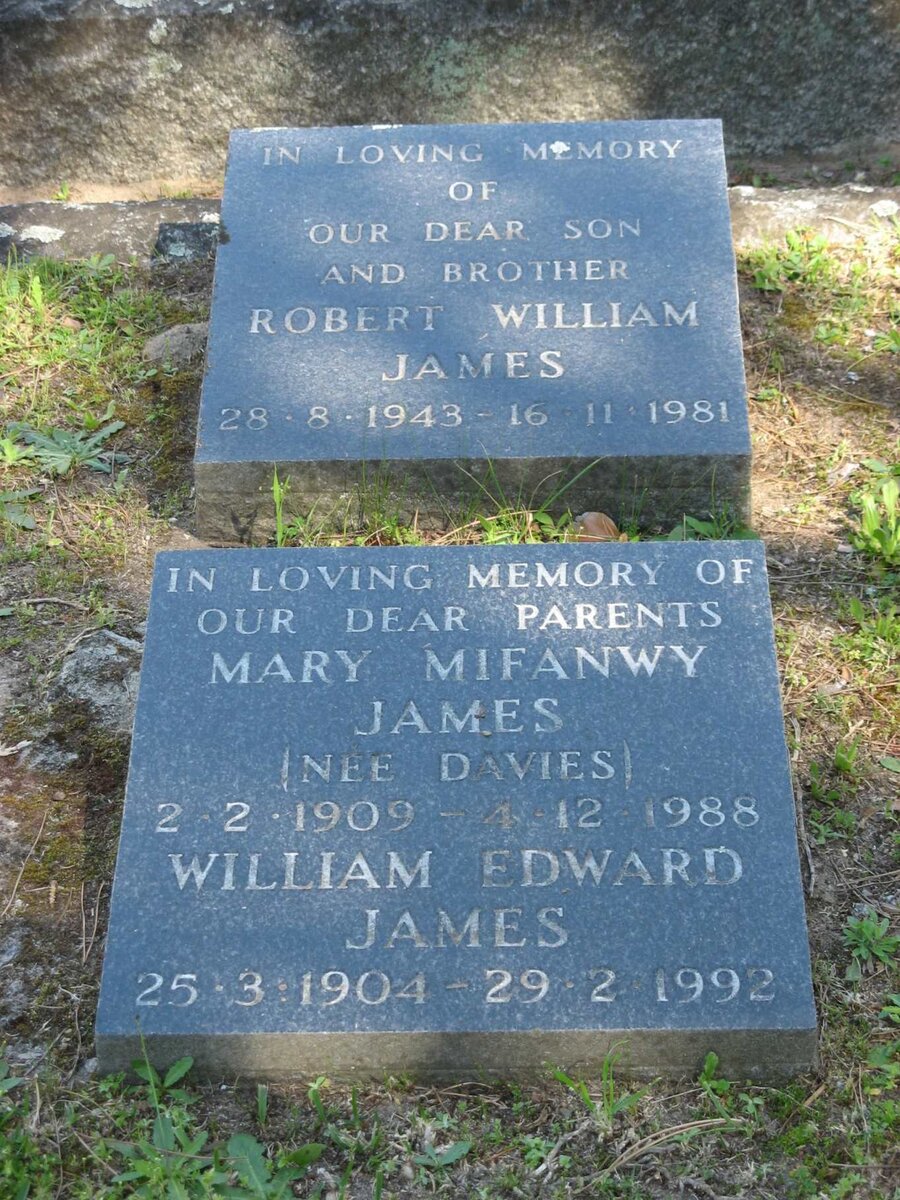 IN LOVING MEMORY
OF
OUR DEAR SON
AND BROTHER
ROBERT WILLIAM
JAMES
28 · 8 · 1943 - 16 · 11 · 1981
IN LOVING MEMORY OF
OUR DEAR PARENTS
MARY MIFANWY
JAMES
(NÉE DAVIES)
2 · 2 · 1909 - 4 · 12 · 1988
WILLIAM EDWARD
JAMES
25 · 3 · 1904 - 29 · 2 · 1992